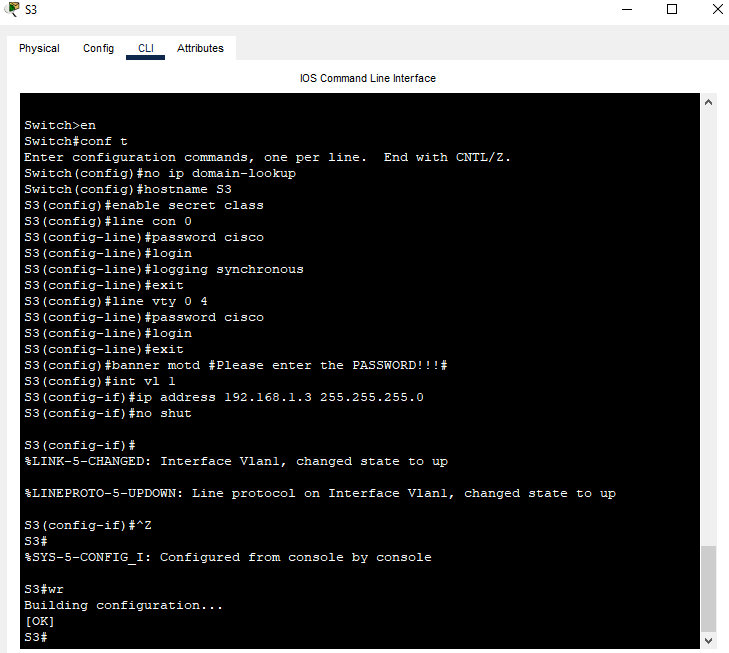 S3
Physical Config CLI Attributes
IOS Command Line Interface
Switch>en
Switch#conf t
Enter configuration commands, one per line.  End with CNTL/Z.
Switch(config)#no ip domain-lookup
Switch(config)#hostname S3
S3(config)#enable secret class
S3(config)#line con 0
S3(config-line)#password cisco
S3(config-line)#login
S3(config-line)#logging synchronous
S3(config-line)#exit
S3(config)#line vty 0 4
S3(config-line)#password cisco
S3(config-line)#login
S3(config-line)#exit
S3(config)#banner motd #Please enter the PASSWORD!!!#
S3(config)#int vl 1
S3(config-if)#ip address 192.168.1.3 255.255.255.0
S3(config-if)#no shut
S3(config-if)#
%LINK-5-CHANGED: Interface Vlan1, changed state to up
%LINEPROTO-5-UPDOWN: Line protocol on Interface Vlan1, changed state to up
S3(config-if)#^Z
S3#
%SYS-5-CONFIG_I: Configured from console by console
S3#wr
Building configuration...
[OK]
S3#